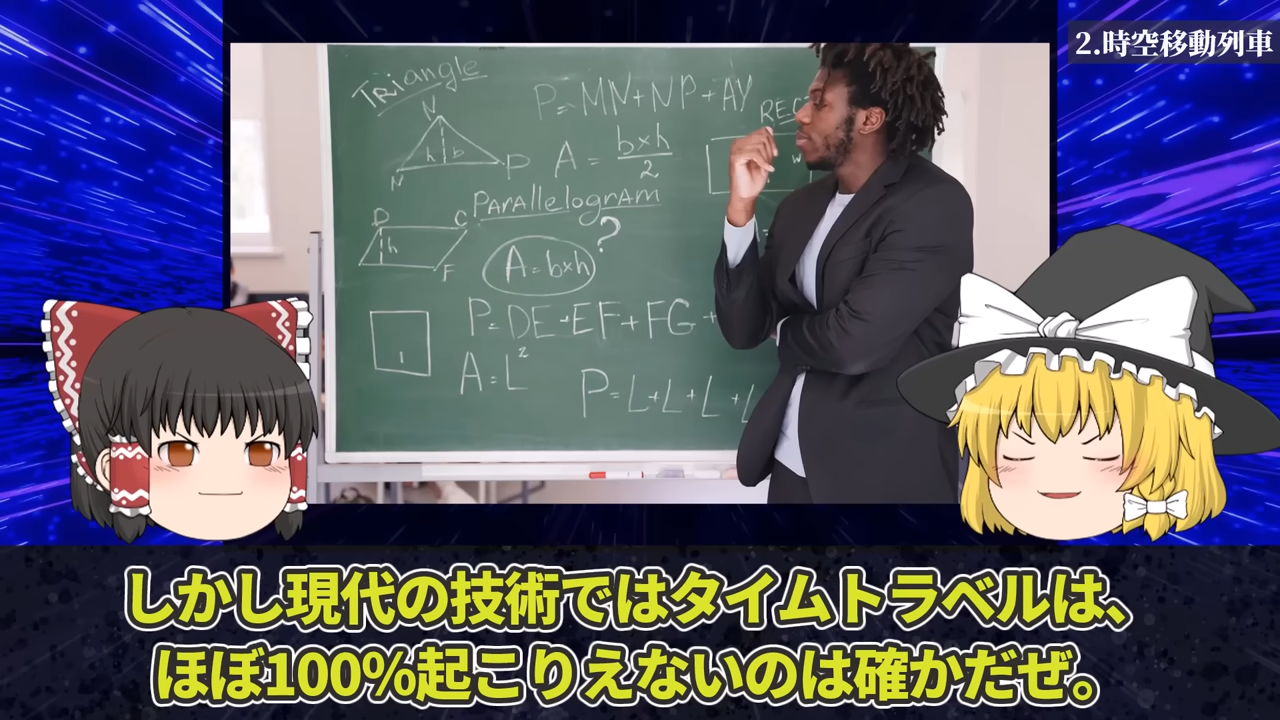 2.時空移動列車
Triangle
N
h
b
N
P
P=MN+NP+AY
A = b×h
2
REC
W
Parallelogram
D
C
h
F
A=b×h
?
P=DE+EF+FG+
A=L²
P=L+L+L+L
しかし現代の技術ではタイムトラベルは、
ほぼ100%起こりえないのは確かだぜ。